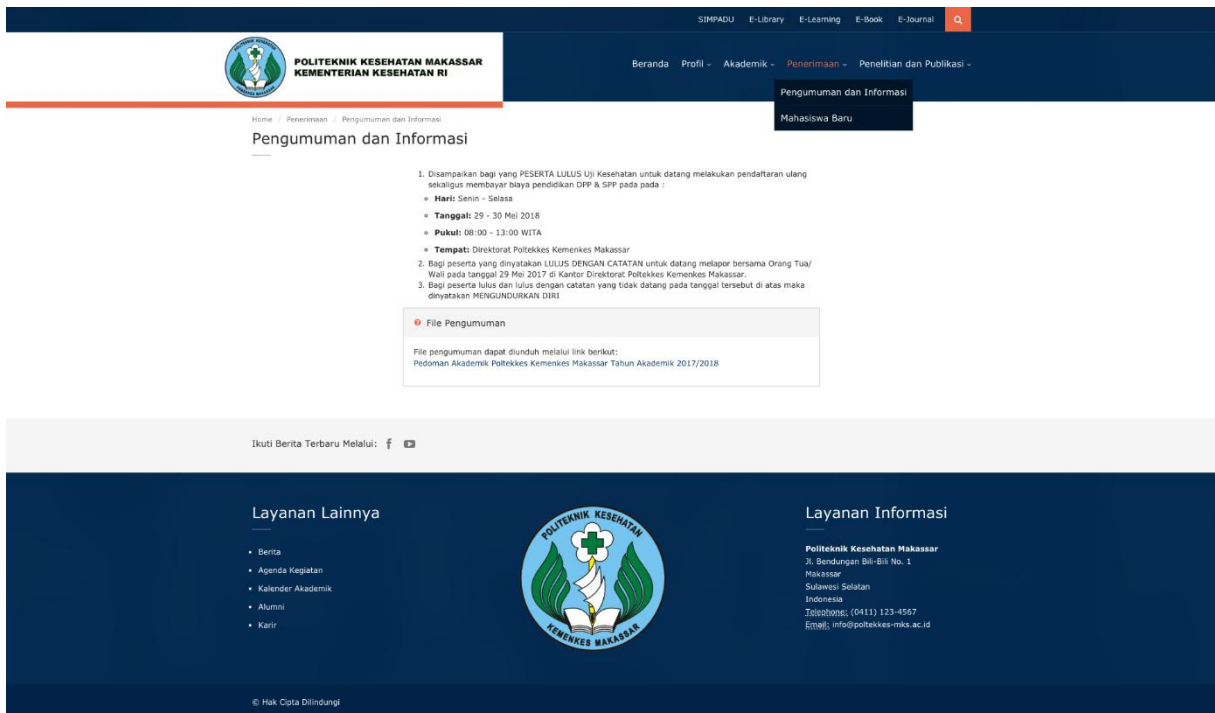 SIMPADU E-Library E-Learning E-Book E-Journal
POLITEKNIK KESEHATAN MAKASSAR
KEMENTERIAN KESEHATAN RI
Beranda Profil Akademik Penerimaan Penelitian dan Publikasi
Pengumuman dan Informasi
Mahasiswa Baru
Home / Penerimaan / Pengumuman dan Informasi
Pengumuman dan Informasi
1. Disampaikan bagi yang PESERTA LULUS Uji Kesehatan untuk datang melakukan pendaftaran ulang
sekaligus membayar biaya pendidikan DPP & SPP pada pada :
Hari: Senin - Selasa
Tanggal: 29 - 30 Mei 2018
Pukul: 08:00 - 13:00 WITA
Tempat: Direktorat Poltekkes Kemenkes Makassar
2. Bagi peserta yang dinyatakan LULUS DENGAN CATATAN untuk datang melapor bersama Orang Tua/
Wali pada tanggal 29 Mei 2017 di Kantor Direktorat Poltekkes Kemenkes Makassar.
3. Bagi peserta lulus dan lulus dengan catatan yang tidak datang pada tanggal tersebut di atas maka
dinyatakan MENGUNDURKAN DIRI
File Pengumuman
File pengumuman dapat diunduh melalui link berikut:
Pedoman Akademik Poltekkes Kemenkes Makassar Tahun Akademik 2017/2018
Ikuti Berita Terbaru Melalui:
Layanan Lainnya
• Berita
• Agenda Kegiatan
• Kalender Akademik
• Alumni
• Karir
POLITEKNIK KESEHATAN
KEMENKES MAKASSAR
Layanan Informasi
Politeknik Kesehatan Makassar
Jl. Bendungan Bili-Bili No. 1
Makassar
Sulawesi Selatan
Indonesia
Telephone: (0411) 123-4567
Email: info@poltekkes-mks.ac.id
© Hak Cipta Dilindungi